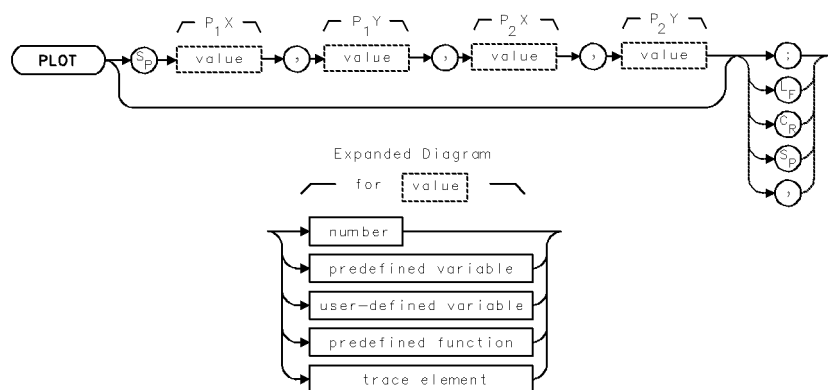 P1X P1Y P2X P2Y
PLOT SP value , value , value , value ;
LF
CR
SP
,
Expanded Diagram
for value
number
predefined variable
user-defined variable
predefined function
trace element